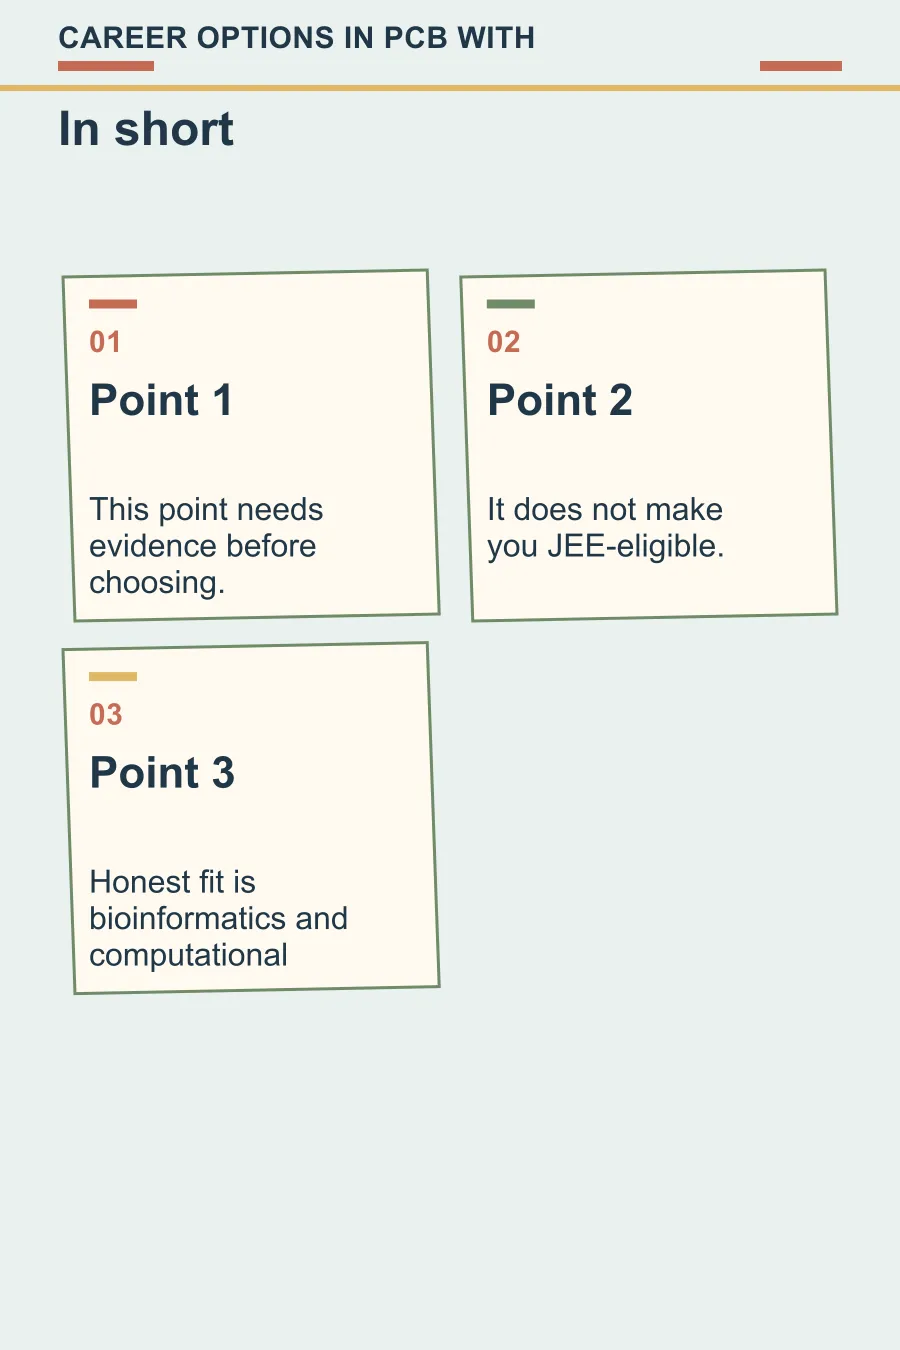 CAREER OPTIONS IN PCB WITH
In short
01
Point 1
This point needs
evidence before
choosing.
02
Point 2
It does not make
you JEE-eligible.
03
Point 3
Honest fit is
bioinformatics and
computational